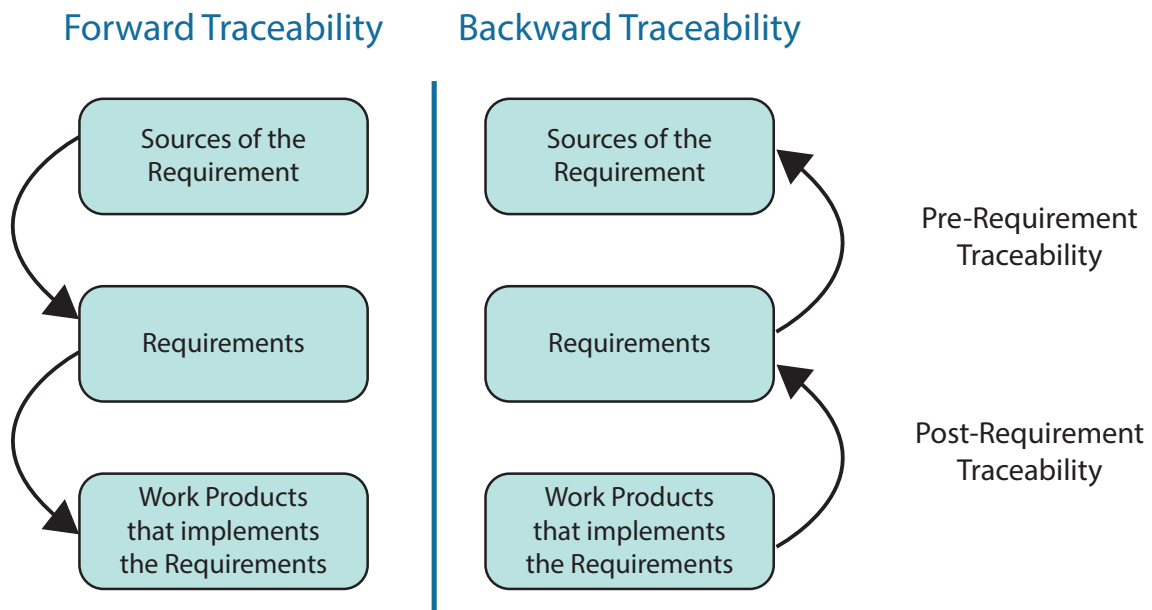 Forward Traceability
Backward Traceability
Sources of the
Requirement
Requirements
Work Products
that implements
the Requirements
Sources of the
Requirement
Requirements
Work Products
that implements
the Requirements
Pre-Requirement
Traceability
Post-Requirement
Traceability